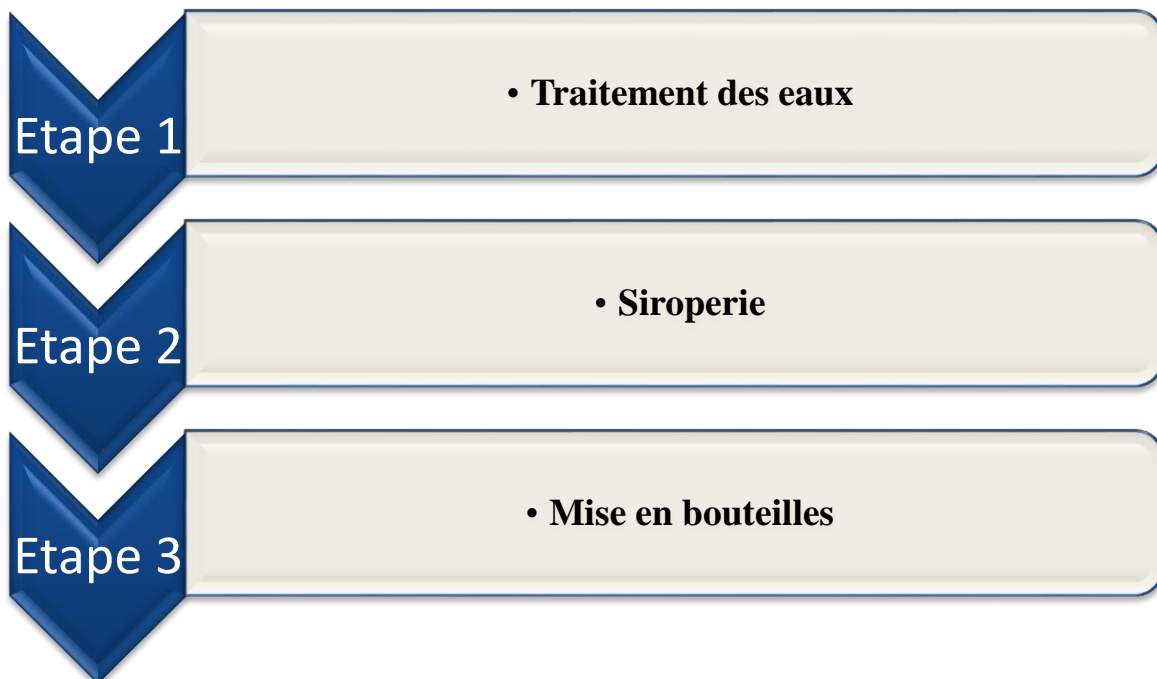 Etape 1
• Traitement des eaux
Etape 2
• Siroperie
Etape 3
• Mise en bouteilles